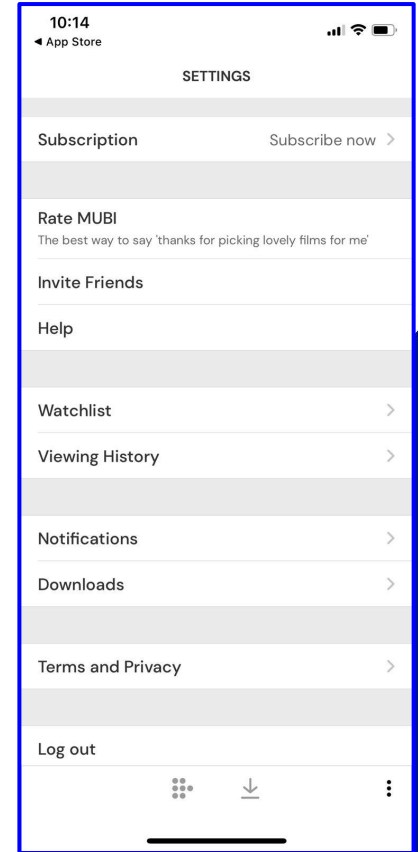 10:14
◀ App Store
SETTINGS
Subscription Subscribe now
Rate MUBI
The best way to say 'thanks for picking lovely films for me'
Invite Friends
Help
Watchlist
Viewing History
Notifications
Downloads
Terms and Privacy
Log out